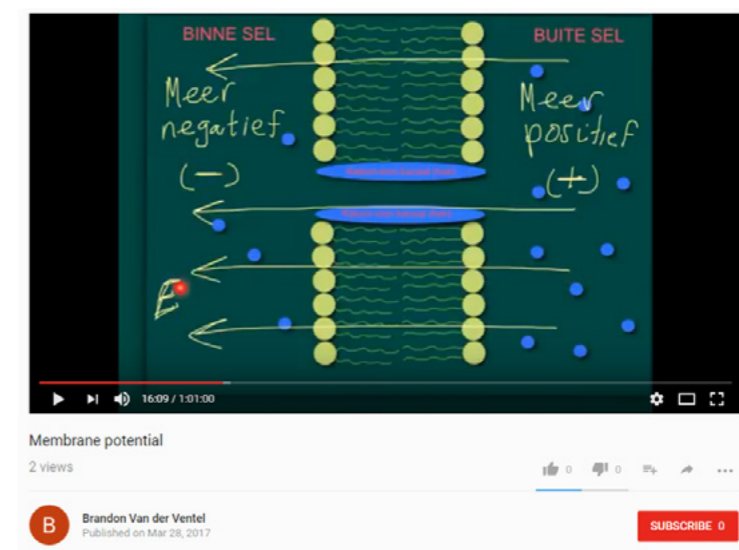 BINNE SEL
BUITE SEL
Meer
negatief
(-)
Meer
positief
(+)
E
16:09 / 1:01:00
Membrane potential
2 views
0
0
B
Brandon Van der Ventel
Published on Mar 28, 2017
SUBSCRIBE 0